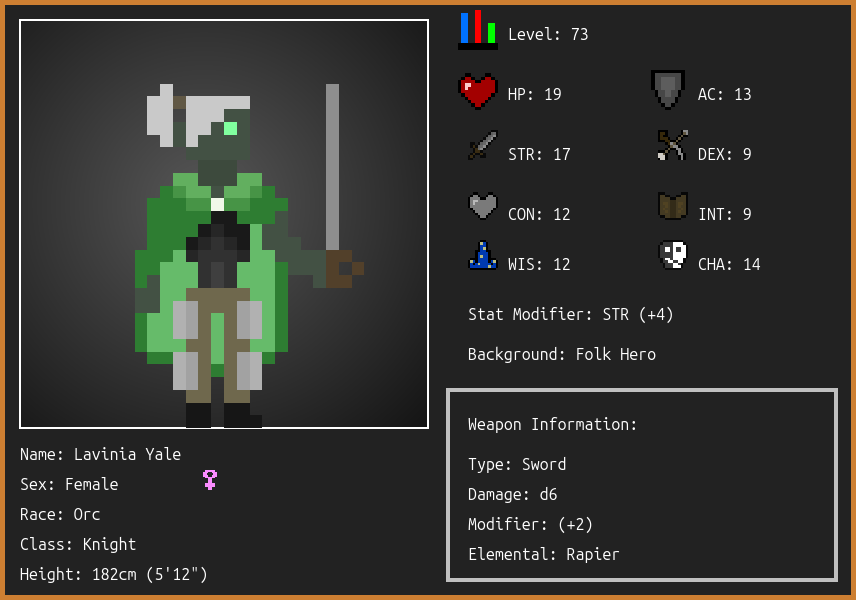 Level: 73
HP: 19
AC: 13
STR: 17
DEX: 9
CON: 12
INT: 9
WIS: 12
CHA: 14
Stat Modifier: STR (+4)
Background: Folk Hero
Weapon Information:
Type: Sword
Damage: d6
Modifier: (+2)
Elemental: Rapier
Name: Lavinia Yale
Sex: Female
Race: Orc
Class: Knight
Height: 182cm (5'12")